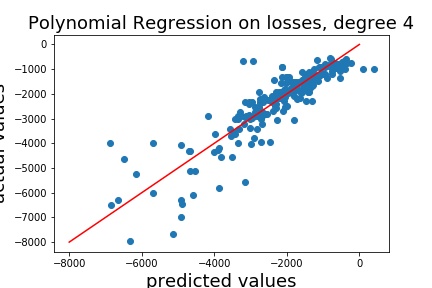 Polynomial Regression on losses, degree 4
0
−1000
−2000
−3000
−4000
−5000
−6000
−7000
−8000
actual values
−8000 −6000 −4000 −2000 0
predicted values